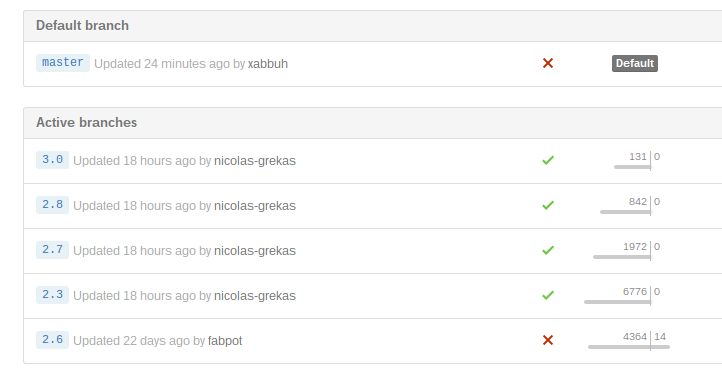 Default branch
master Updated 24 minutes ago by xabbuh Default
Active branches
3.0 Updated 18 hours ago by nicolas-grekas 131 0
2.8 Updated 18 hours ago by nicolas-grekas 842 0
2.7 Updated 18 hours ago by nicolas-grekas 1972 0
2.3 Updated 18 hours ago by nicolas-grekas 6776 0
2.6 Updated 22 days ago by fabpot 4364 14